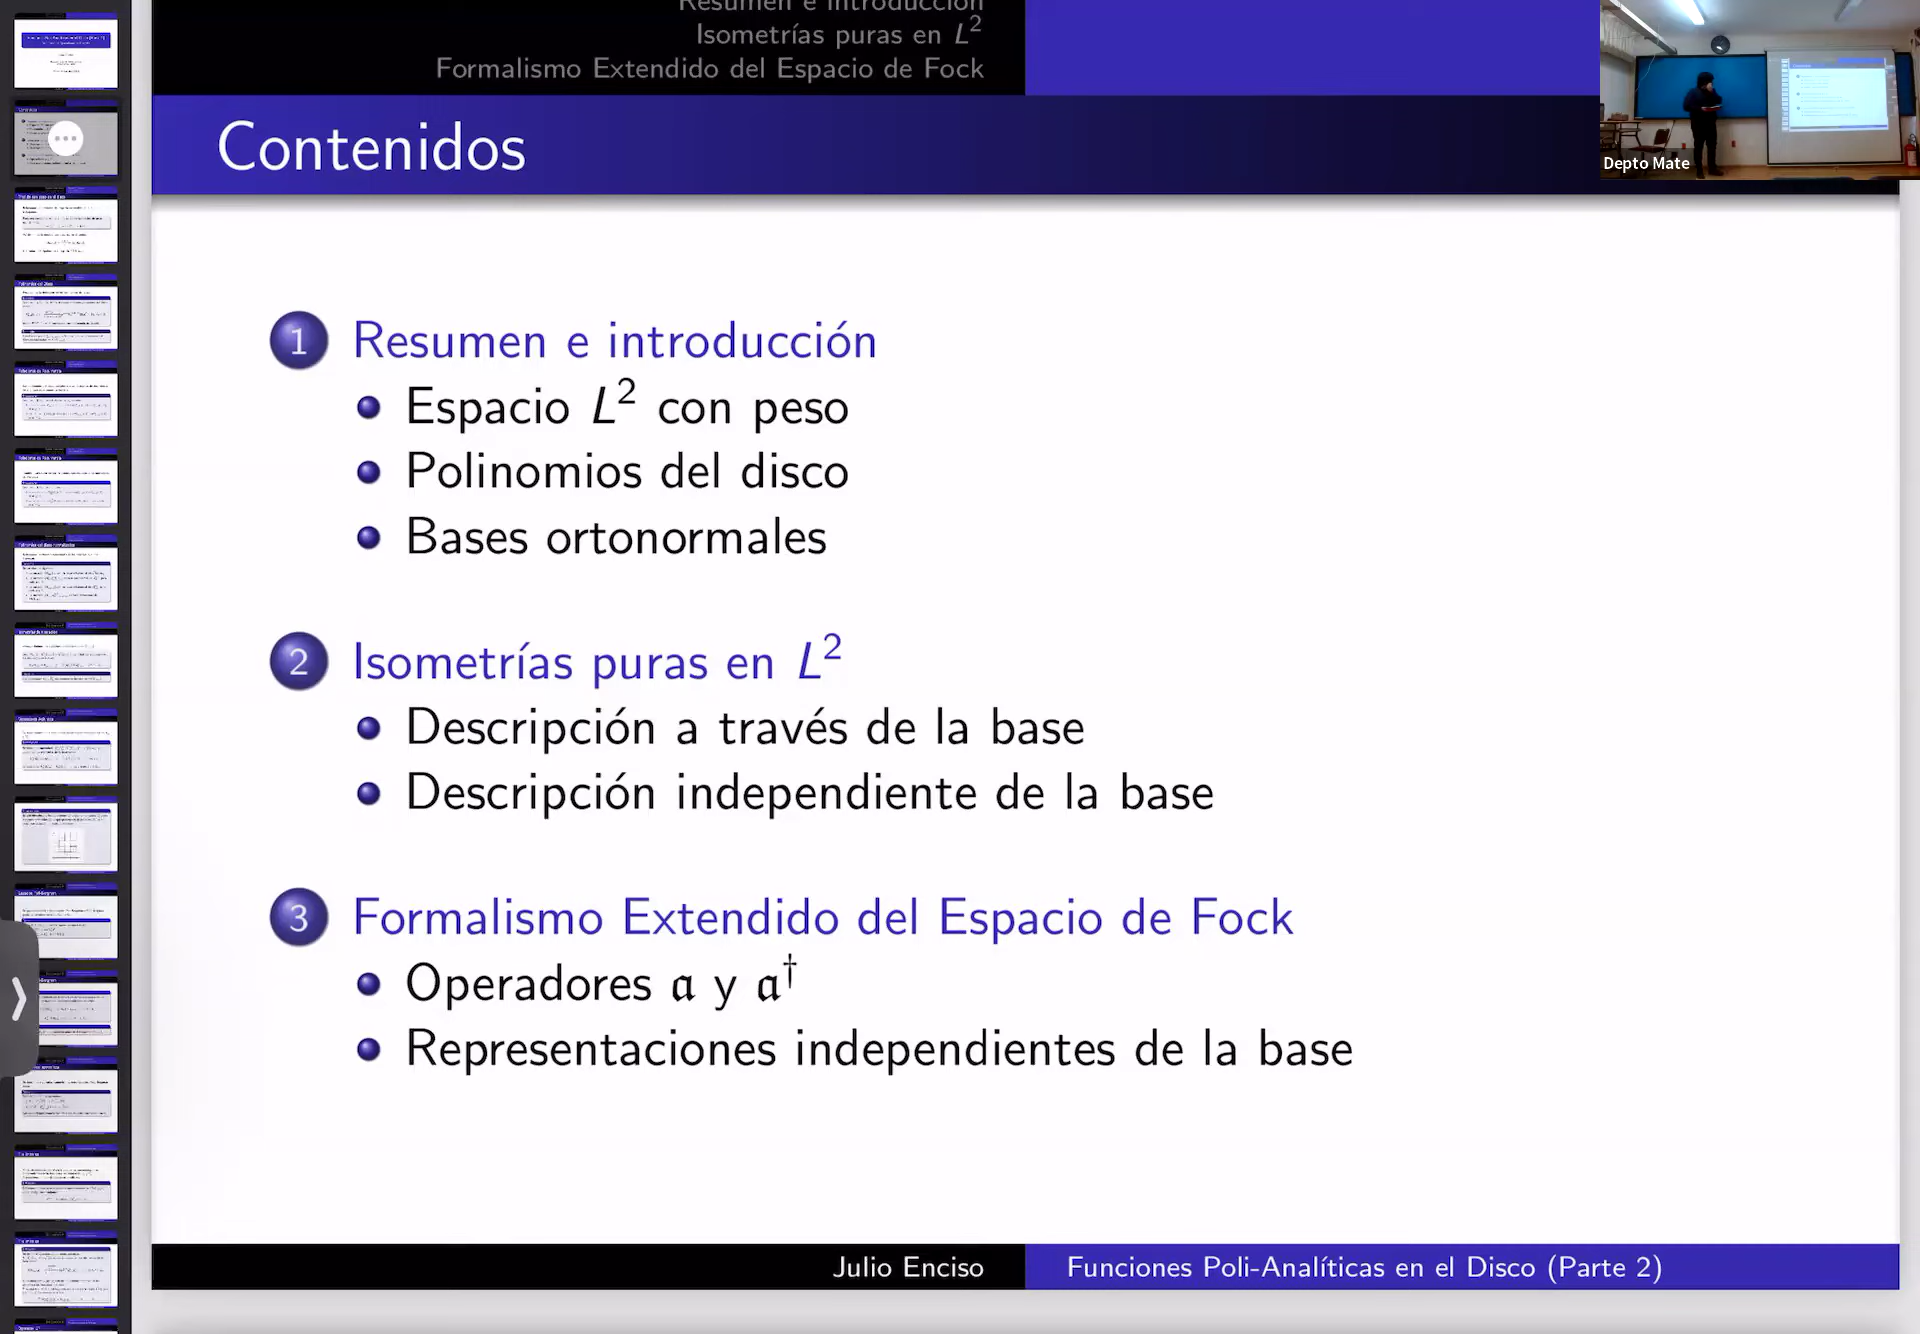 Resumen e introducción
Isometrías puras en L²
Formalismo Extendido del Espacio de Fock
Contenidos
Depto Mate
1 Resumen e introducción
Espacio L² con peso
Polinomios del disco
Bases ortonormales
2 Isometrías puras en L²
Descripción a través de la base
Descripción independiente de la base
3 Formalismo Extendido del Espacio de Fock
Operadores 𝔞 y 𝔞†
Representaciones independientes de la base
Julio Enciso
Funciones Poli-Analíticas en el Disco (Parte 2)